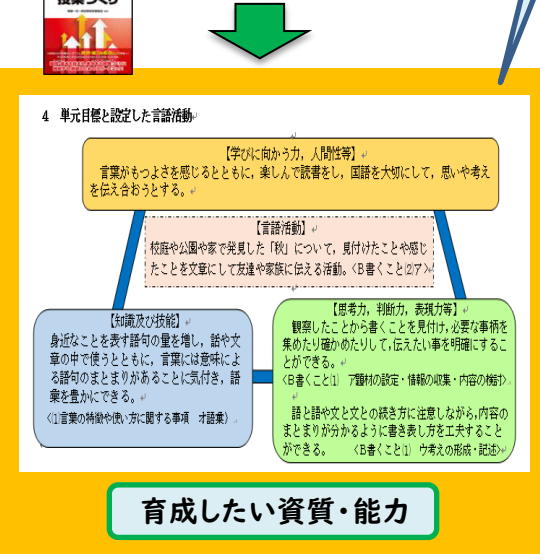 授業づくり
4 単元目標と設定した言語活動
【学びに向かう力，人間性等】
言葉がもつよさを感じるとともに，楽しんで読書をし，国語を大切にして，思いや考え
を伝え合おうとする。
【言語活動】
校庭や公園や家で発見した「秋」について，見付けたことや感じ
たことを文章にして友達や家族に伝える活動。〈B書くこと(2)ア〉
【知識及び技能】
身近なことを表す語句の量を増し，話や文
章の中で使うとともに，言葉には意味によ
る語句のまとまりがあることに気付き，語
彙を豊かにできる。
〈(1)言葉の特徴や使い方に関する事項 オ語彙〉
【思考力，判断力，表現力等】
観察したことから書くことを見付け，必要な事柄を
集めたり確かめたりして，伝えたい事を明確にするこ
とができる。
〈B書くこと(1) ア題材の設定・情報の収集・内容の検討〉
語と語や文と文との続き方に注意しながら，内容の
まとまりが分かるように書き表し方を工夫すること
ができる。 〈B書くこと(1) ウ考えの形成・記述〉
育成したい資質・能力